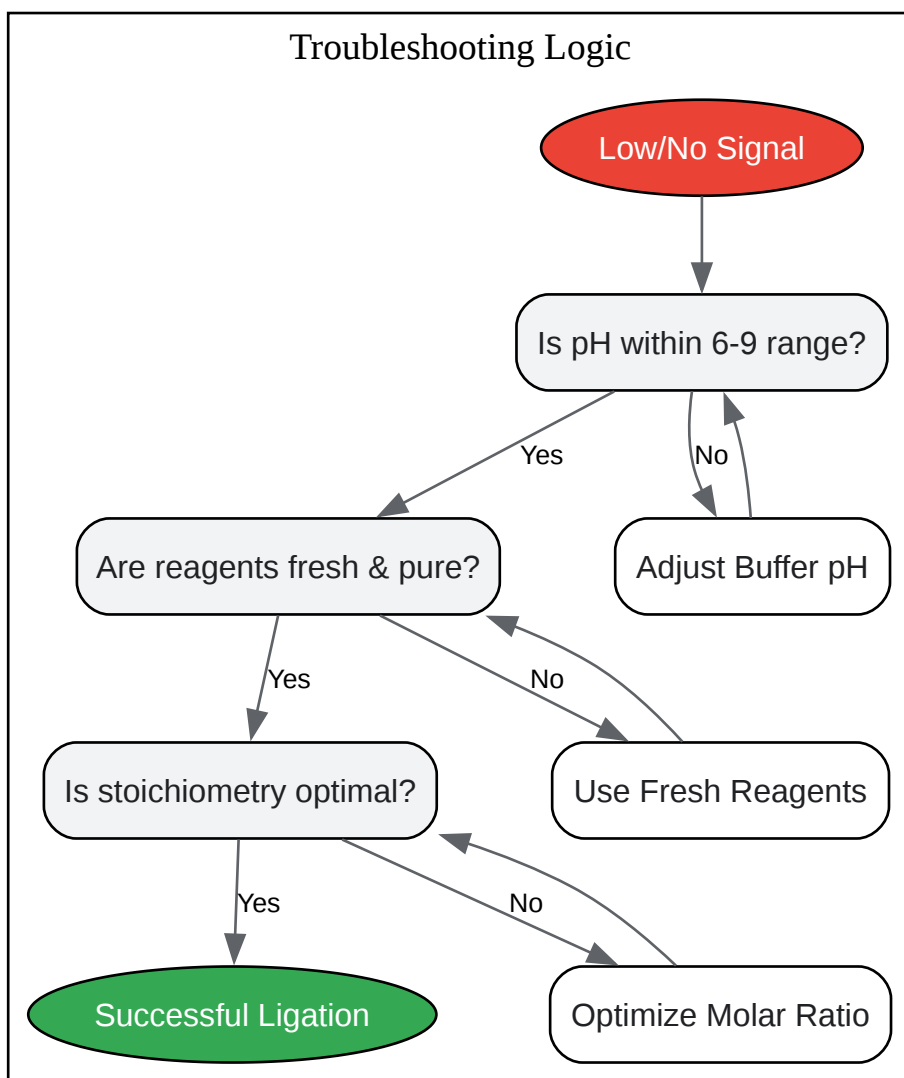 Troubleshooting Logic
Low/No Signal
Is pH within 6-9 range?
Yes
No
Are reagents fresh & pure?
Adjust Buffer pH
Yes
No
Is stoichiometry optimal?
Use Fresh Reagents
Yes
No
Successful Ligation
Optimize Molar Ratio